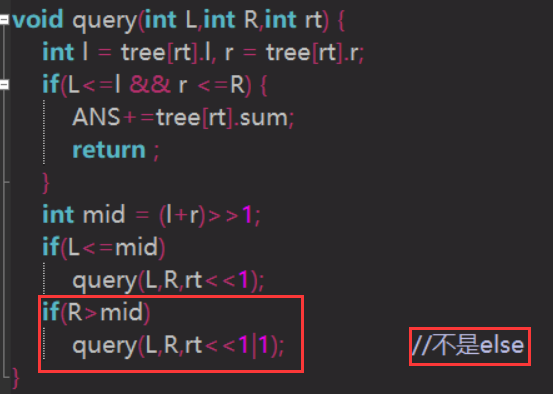 void query(int L,int R,int rt) {
int l = tree[rt].l, r = tree[rt].r;
if(L<=l && r <=R) {
ANS+=tree[rt].sum;
return ;
}
int mid = (l+r)>>1;
if(L<=mid)
query(L,R,rt<<1);
if(R>mid)
query(L,R,rt<<1|1); //不是else
}